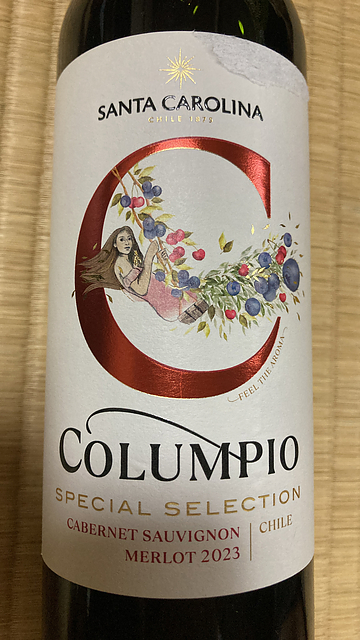 SANTA CAROLINA
CHILE 1875
C
FEEL THE AROMA
COLUMPIO
SPECIAL SELECTION
CABERNET SAUVIGNON
MERLOT 2023
CHILE